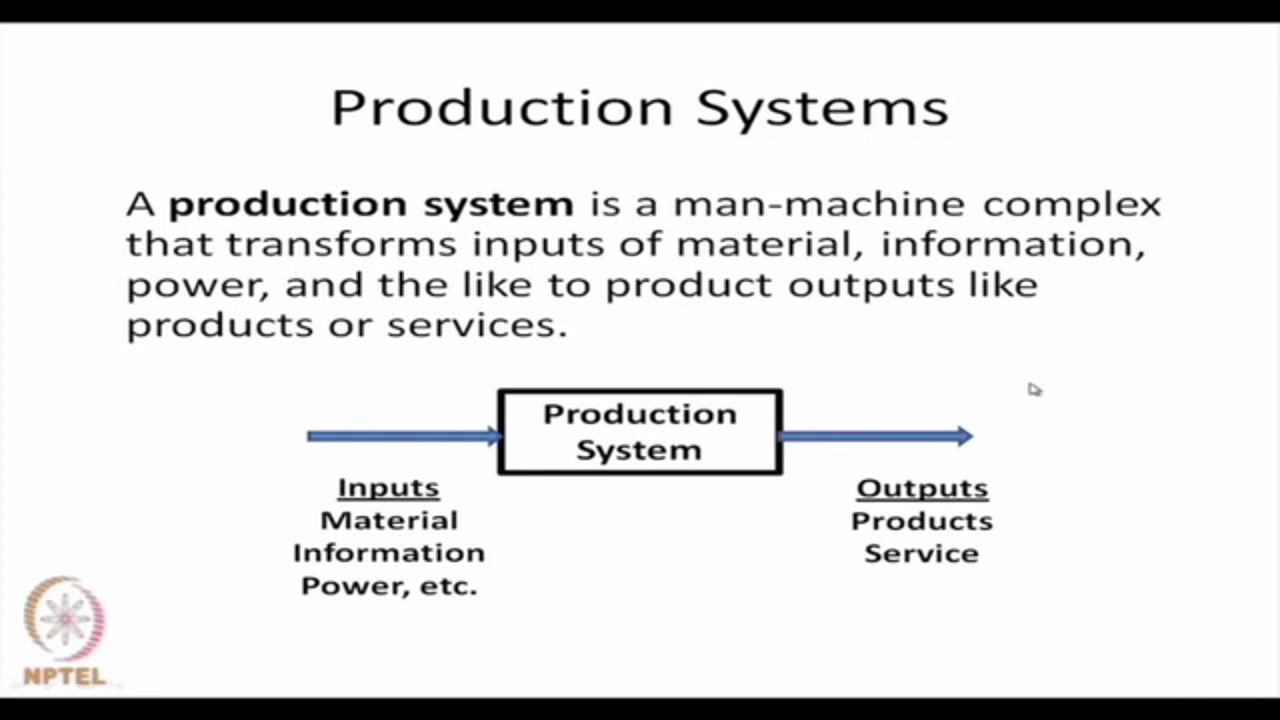 Production Systems
A production system is a man-machine complex
that transforms inputs of material, information,
power, and the like to product outputs like
products or services.
Production
System
Inputs
Material
Information
Power, etc.
Outputs
Products
Service
NPTEL